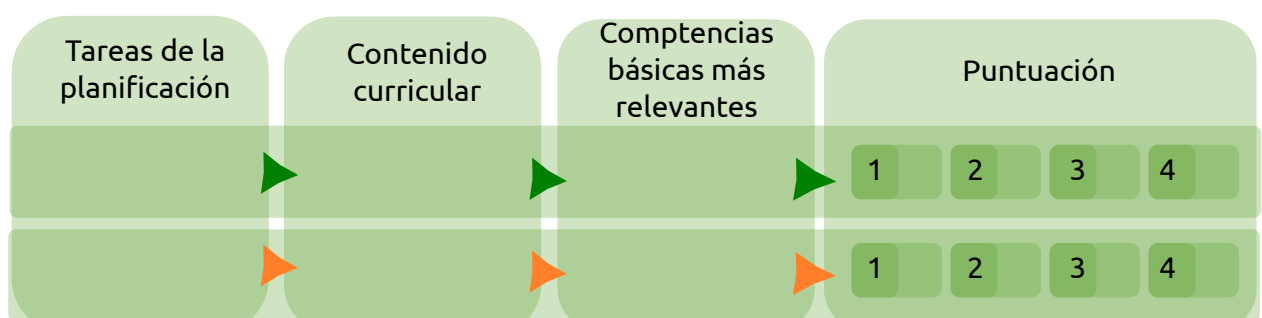 Tareas de la
planificación
Contenido
curricular
Comptencias
básicas más
relevantes
Puntuación
1 2 3 4
1 2 3 4